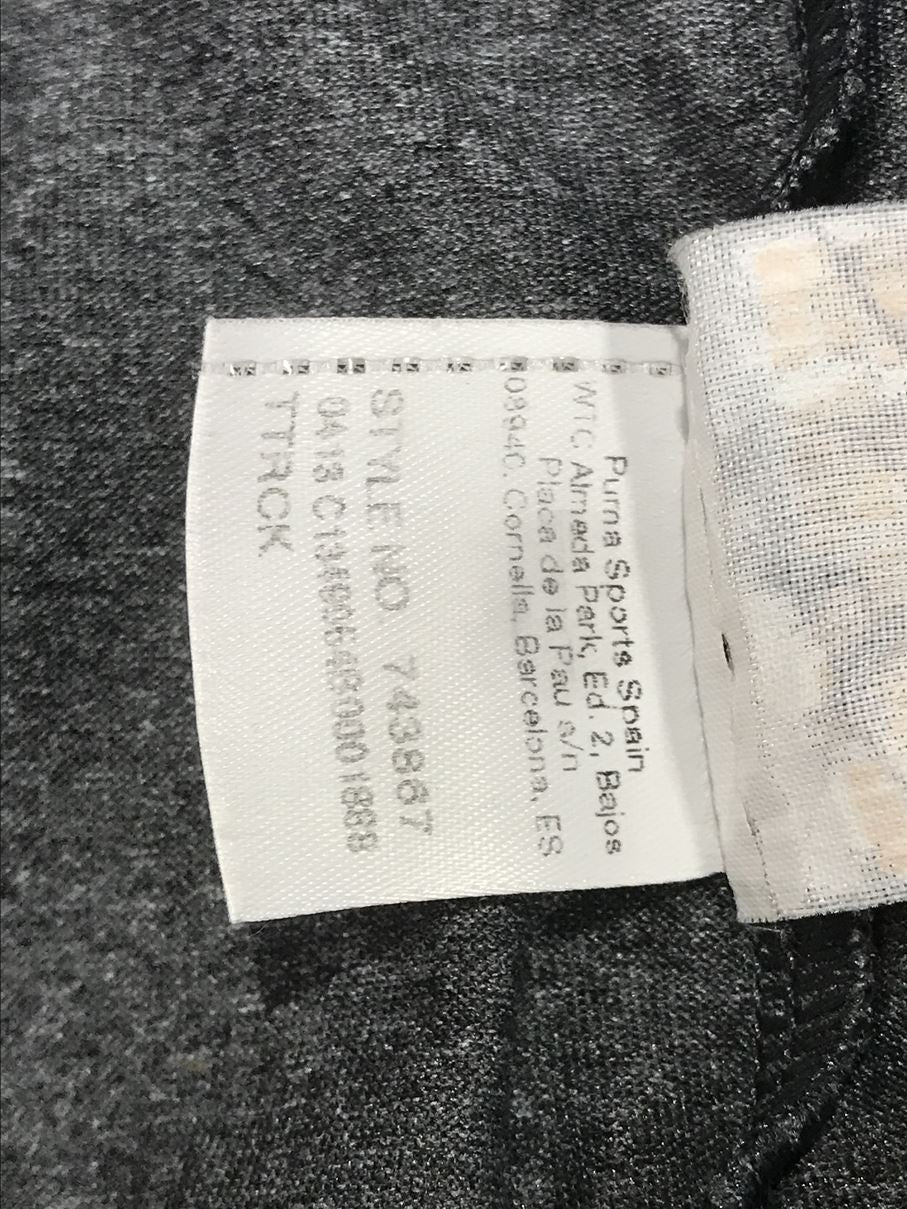 Puma Sports Spain
WTC Almeda Park, Ed. 2, Bajos
Placa de la Pau s/n
08940, Cornella, Barcelona, ES
STYLE NO 743867
0418
TTRCK